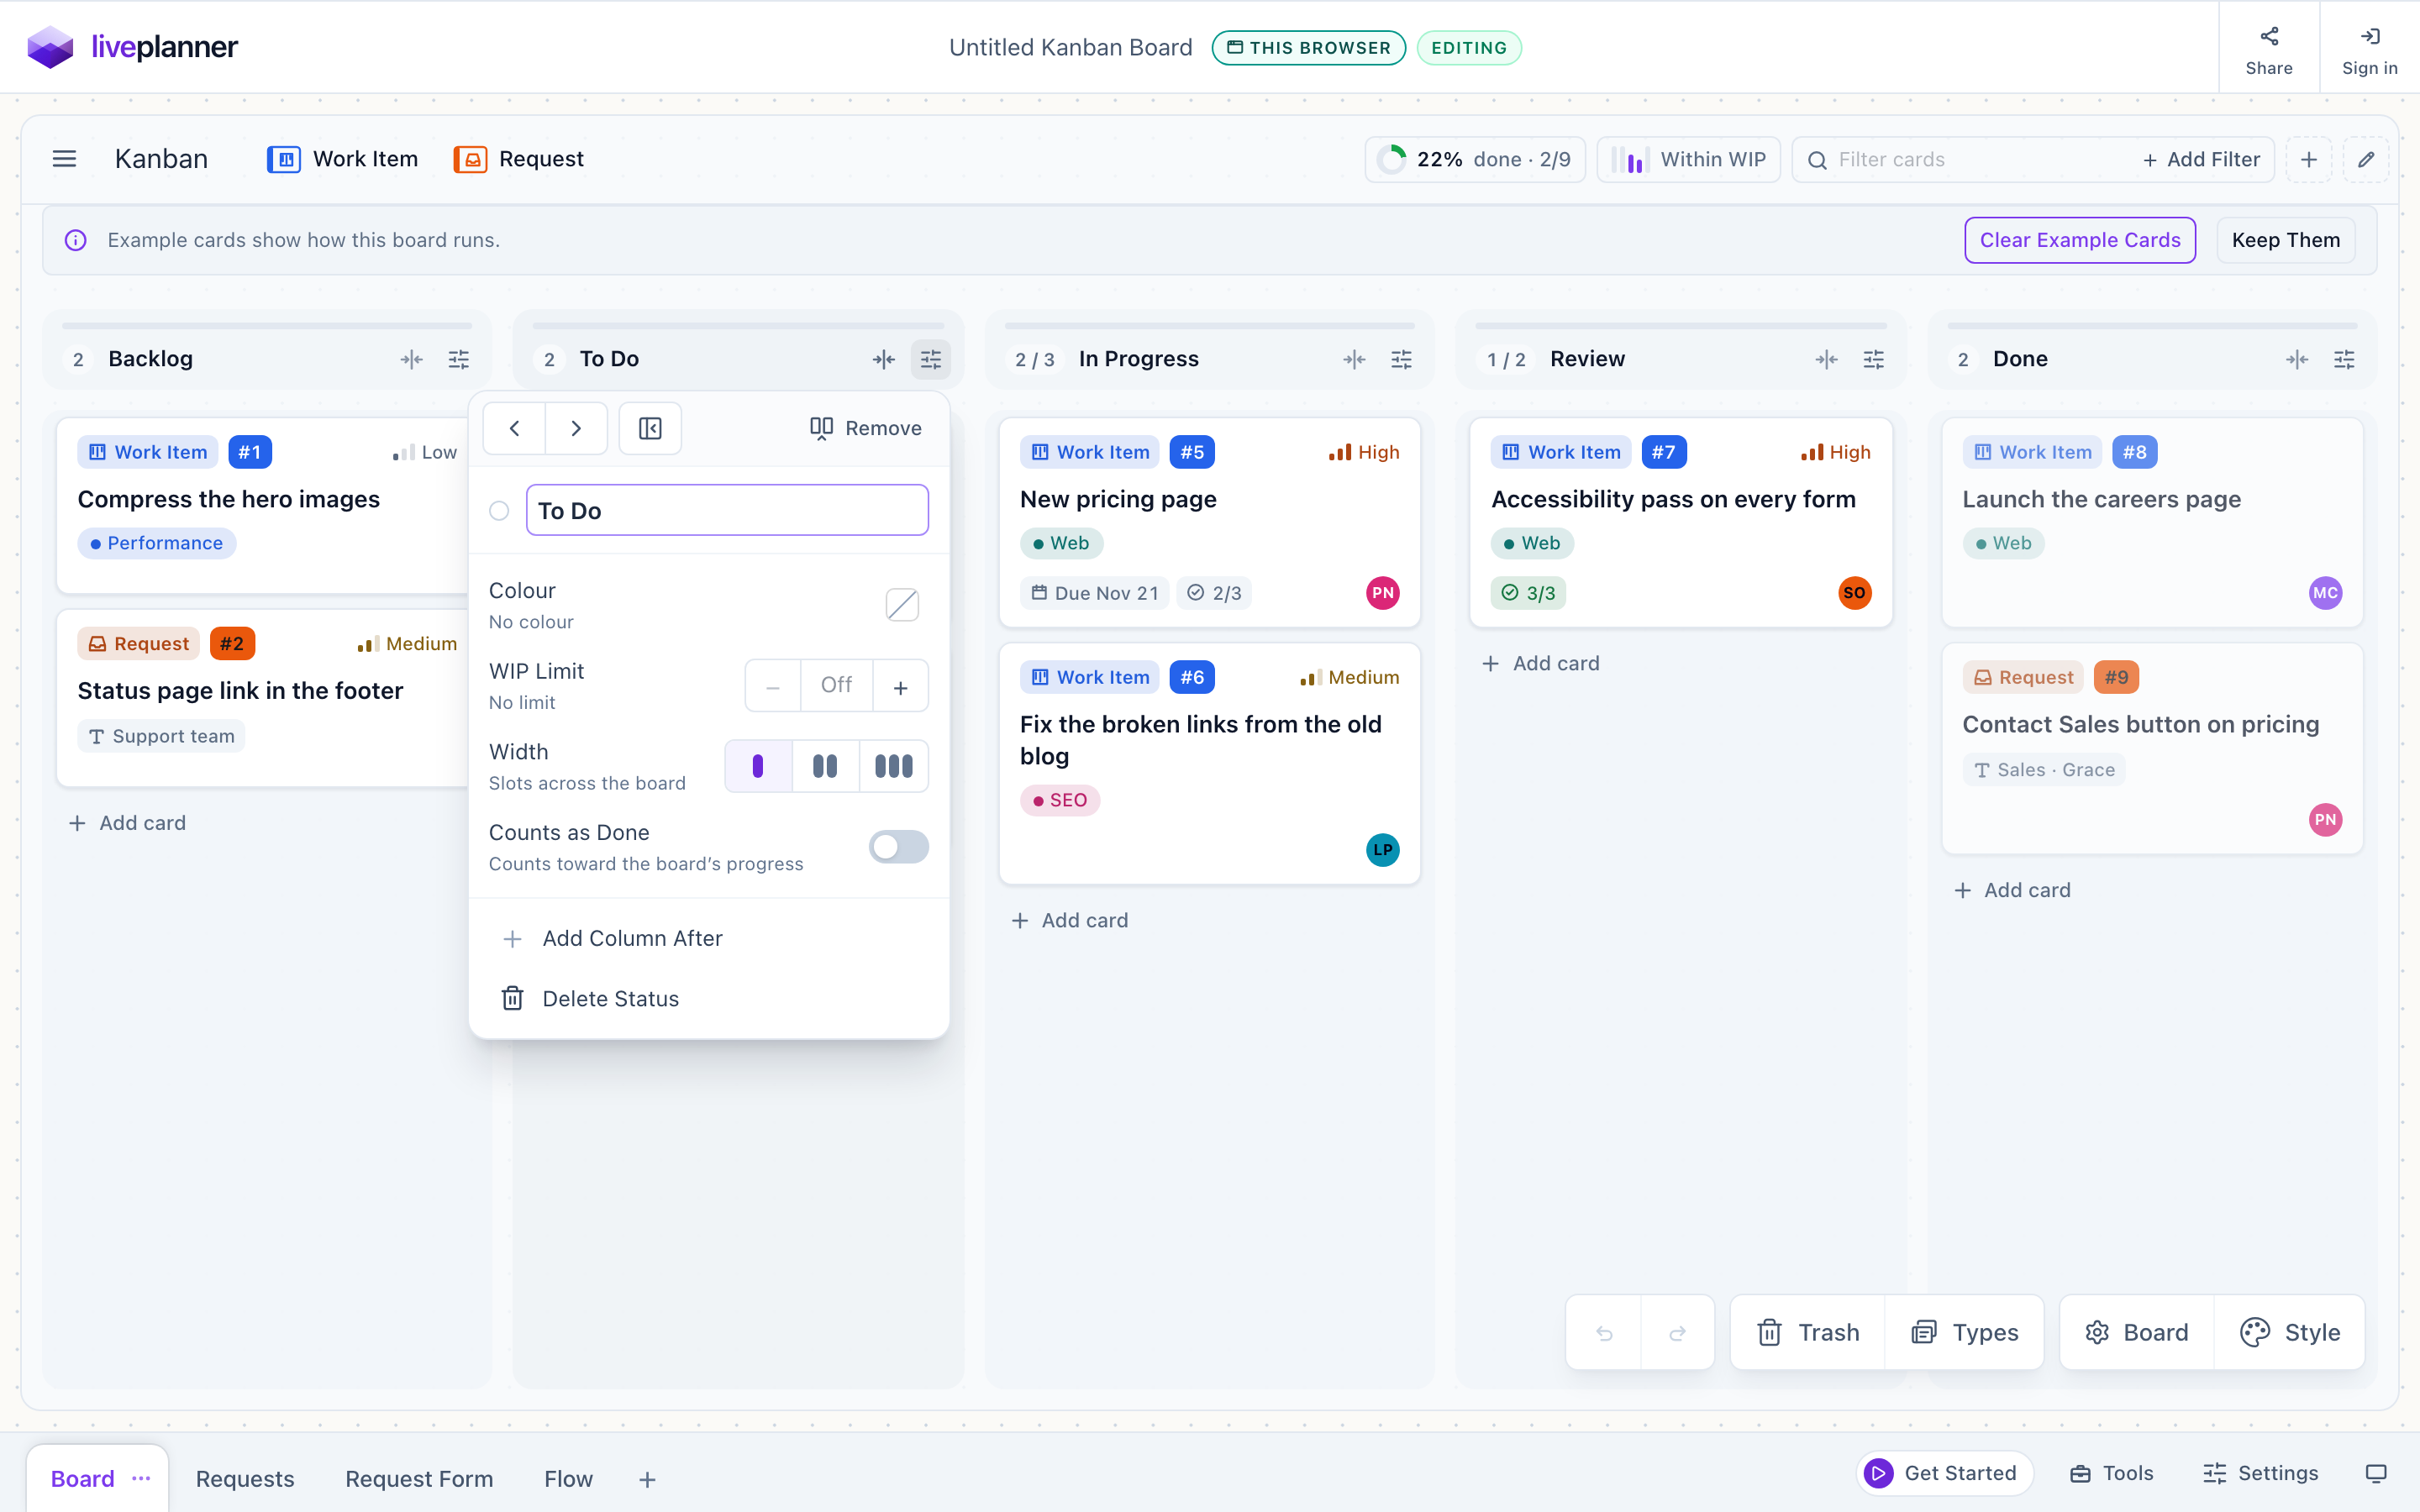 liveplanner
Untitled Kanban Board
THIS BROWSER
EDITING
Share
Sign in
Kanban
Work Item
Request
22% done · 2/9
Within WIP
Filter cards
+ Add Filter
Example cards show how this board runs.
Clear Example Cards
Keep Them
2 Backlog
2 To Do
2 / 3 In Progress
1 / 2 Review
2 Done
Work Item #1 Low
Compress the hero images
Performance
Request #2 Medium
Status page link in the footer
Support team
+ Add card
Remove
To Do
Colour
No colour
WIP Limit
No limit
Off
Width
Slots across the board
Counts as Done
Counts toward the board’s progress
+ Add Column After
Delete Status
Work Item #5 High
New pricing page
Web
Due Nov 21 2/3 PN
Work Item #6 Medium
Fix the broken links from the old
blog
SEO
LP
+ Add card
Work Item #7 High
Accessibility pass on every form
Web
3/3 SO
+ Add card
Work Item #8
Launch the careers page
Web
MC
Request #9
Contact Sales button on pricing
Sales · Grace
PN
+ Add card
Trash
Types
Board
Style
Board
Requests
Request Form
Flow
Get Started
Tools
Settings